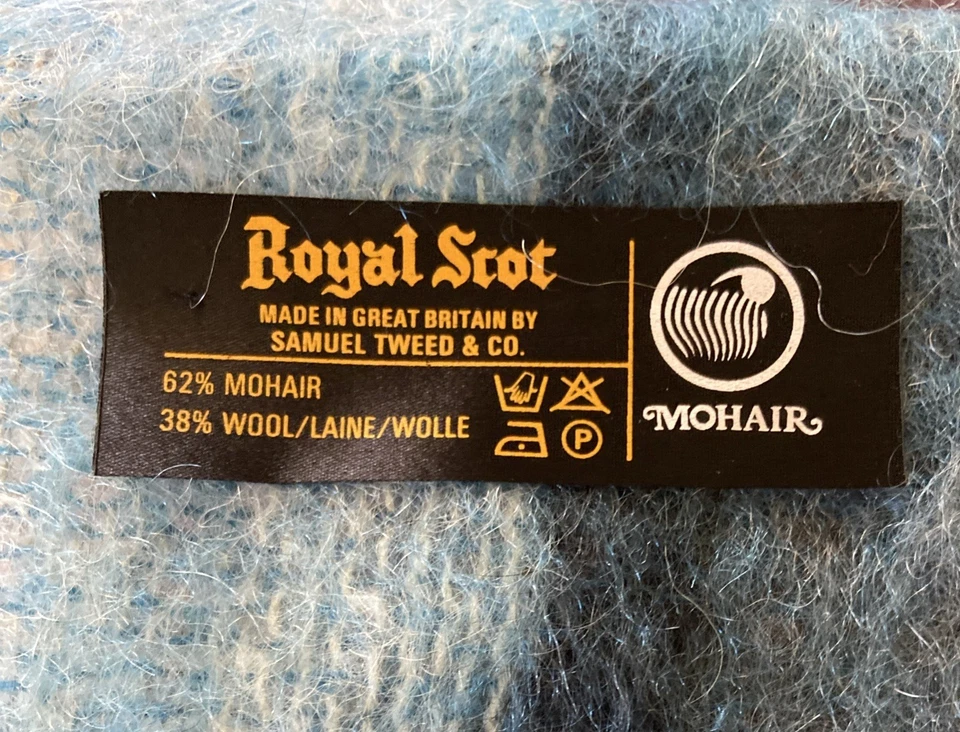 Royal Scot
MADE IN GREAT BRITAIN BY
SAMUEL TWEED & CO.
62% MOHAIR
38% WOOL/LAINE/WOLLE
P
MOHAIR